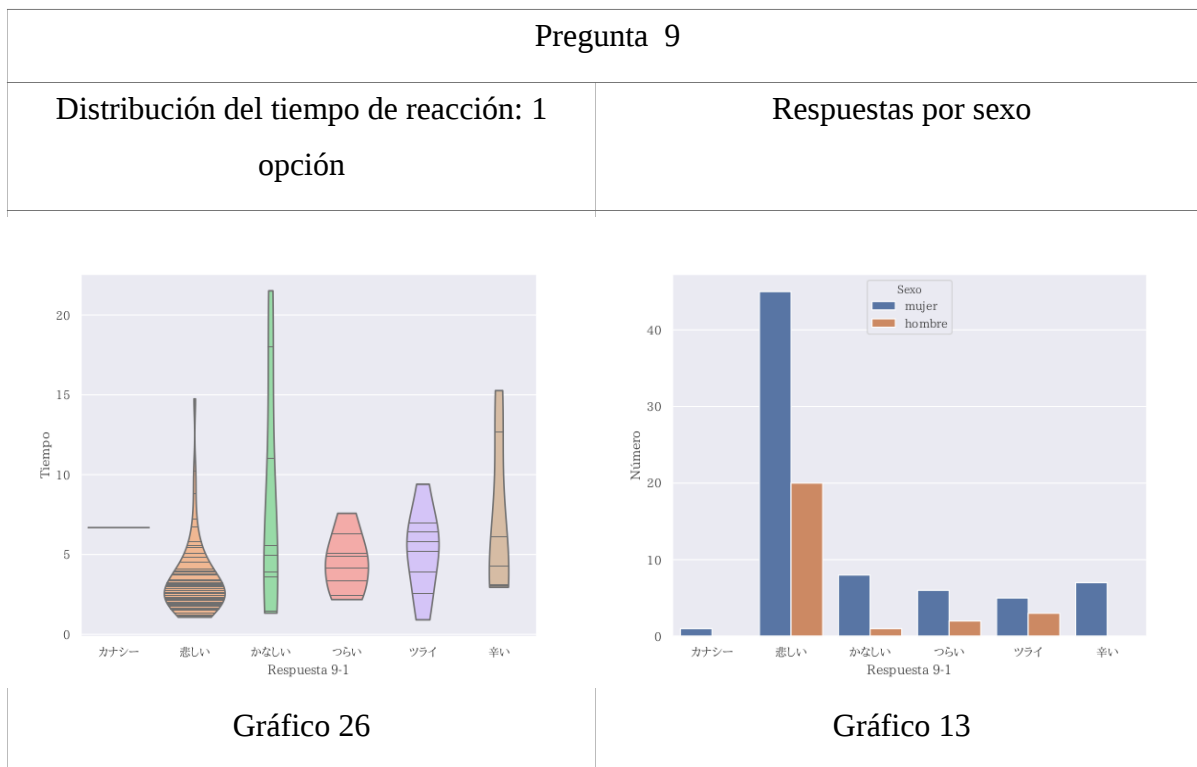 Pregunta 9
Distribución del tiempo de reacción: 1
opción
Respuestas por sexo
Tiempo
20
15
10
5
0
カナシー 悲しい かなしい つらい ツライ 辛い
Respuesta 9-1
Número
40
30
20
10
0
Sexo
mujer
hombre
カナシー 悲しい かなしい つらい ツライ 辛い
Respuesta 9-1
Gráfico 26
Gráfico 13